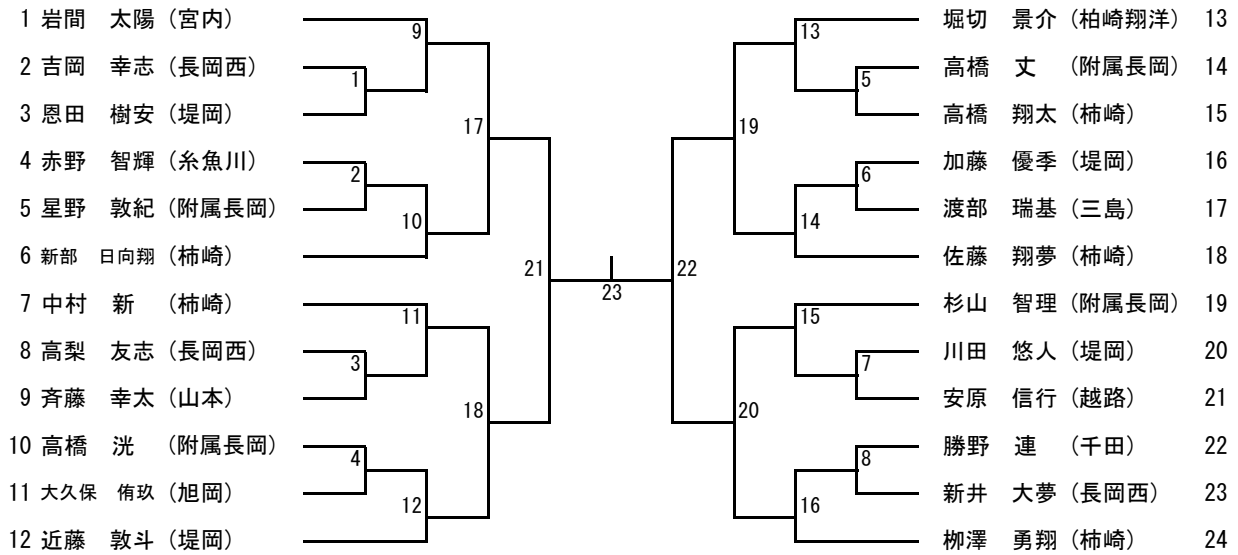 1 岩間 太陽 (宮内)
2 吉岡 幸志 (長岡西)
3 恩田 樹安 (堤岡)
4 赤野 智輝 (糸魚川)
5 星野 敦紀 (附属長岡)
6 新部 日向翔 (柿崎)
7 中村 新 (柿崎)
8 高梨 友志 (長岡西)
9 斉藤 幸太 (山本)
10 高橋 洸 (附属長岡)
11 大久保 侑玖 (旭岡)
12 近藤 敦斗 (堤岡)
9
1
17
2
10
21
11
3
18
4
12
23
13
5
19
6
14
22
15
7
20
8
16
堀切 景介 (柏崎翔洋) 13
高橋 丈 (附属長岡) 14
高橋 翔太 (柿崎) 15
加藤 優季 (堤岡) 16
渡部 瑞基 (三島) 17
佐藤 翔夢 (柿崎) 18
杉山 智理 (附属長岡) 19
川田 悠人 (堤岡) 20
安原 信行 (越路) 21
勝野 連 (千田) 22
新井 大夢 (長岡西) 23
栁澤 勇翔 (柿崎) 24